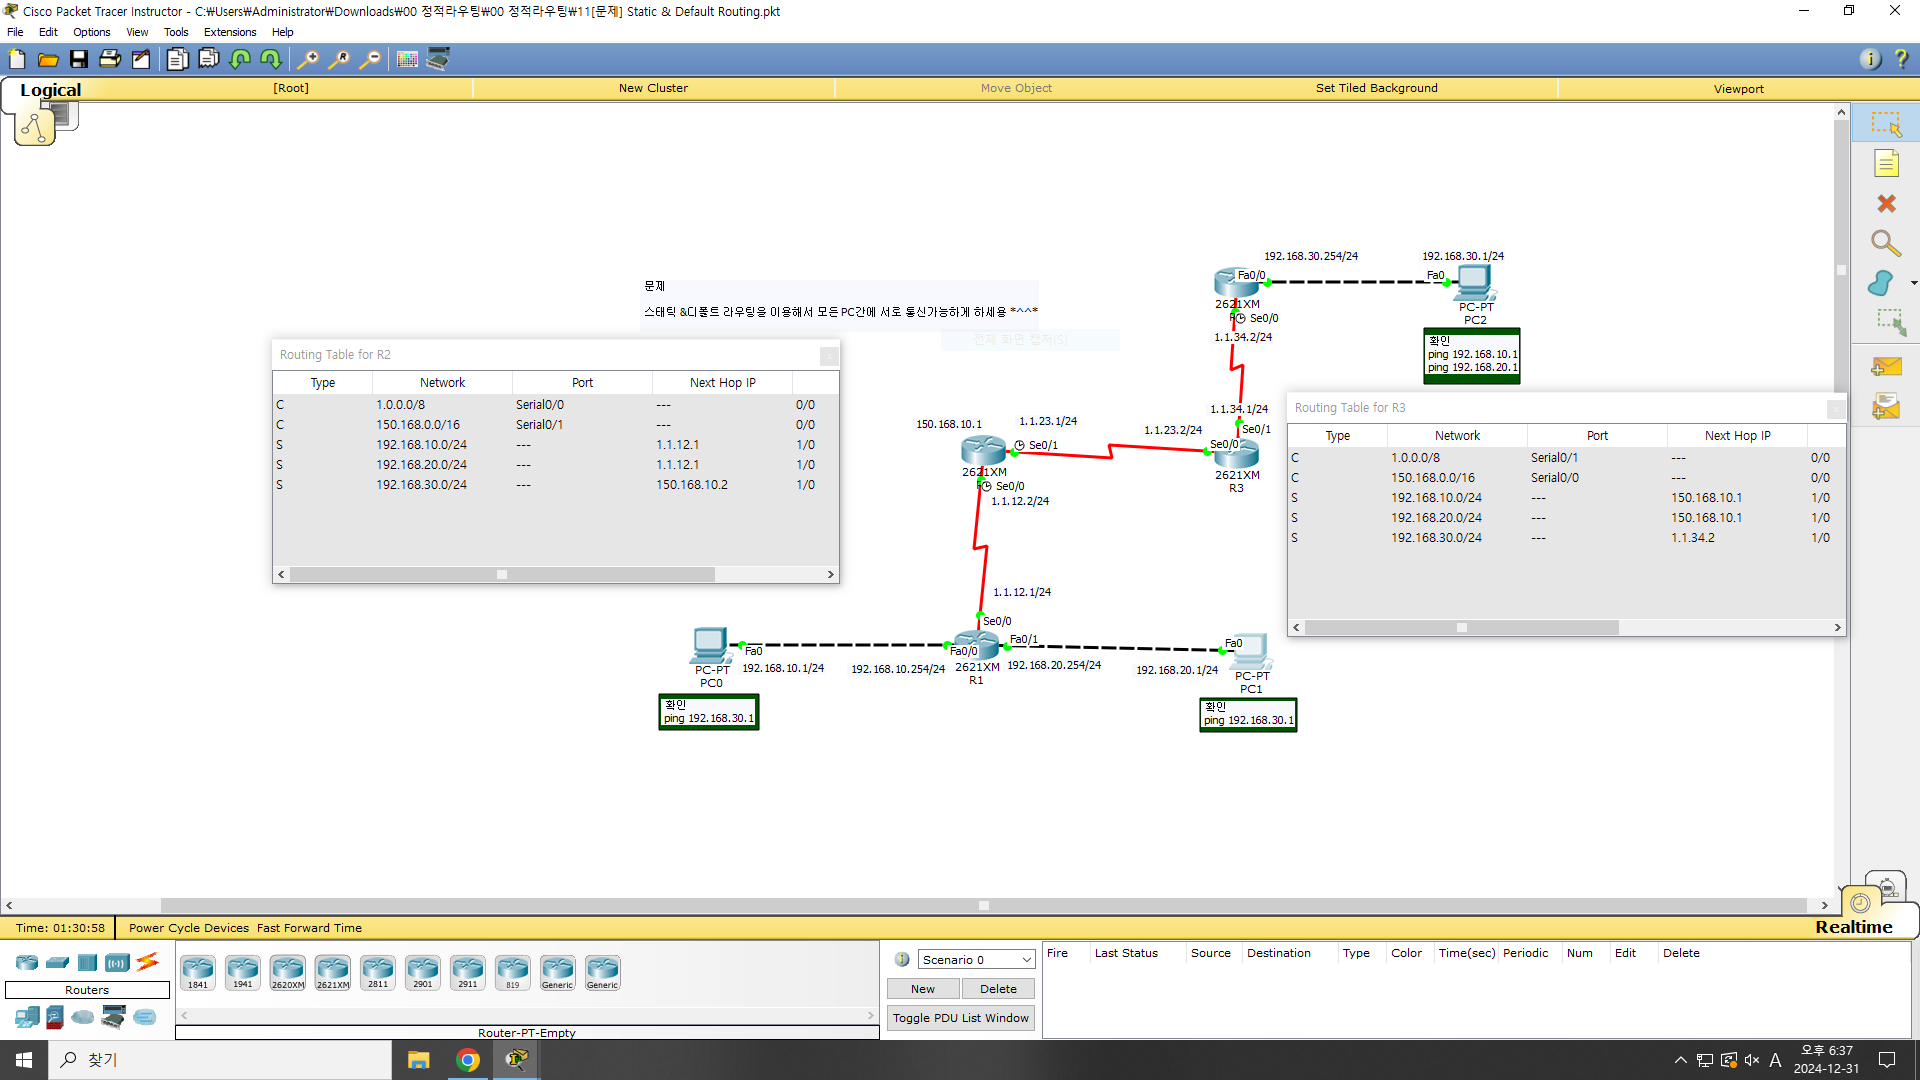 Cisco Packet Tracer Instructor - C:₩Users₩Administrator₩Downloads₩00 정적라우팅₩00 정적라우팅₩11[문제] Static & Default Routing.pkt
File Edit Options View Tools Extensions Help
Logical [Root] New Cluster Move Object Set Tiled Background Viewport
192.168.30.254/24 192.168.30.1/24
Fa0/0 Fa0
2621XM
PC-PT
PC2
Se0/0
1.1.34.2/24
문제
스태틱 &디폴트 라우팅을 이용해서 모든 PC간에 서로 통신가능하게 하세용 *^^*
전체 화면 캡처(S)
확인
ping 192.168.10.1
ping 192.168.20.1
Routing Table for R2
Type Network Port Next Hop IP
C 1.0.0.0/8 Serial0/0 --- 0/0
C 150.168.0.0/16 Serial0/1 --- 0/0
S 192.168.10.0/24 --- 1.1.12.1 1/0
S 192.168.20.0/24 --- 1.1.12.1 1/0
S 192.168.30.0/24 --- 150.168.10.2 1/0
Routing Table for R3
Type Network Port Next Hop IP
C 1.0.0.0/8 Serial0/1 --- 0/0
C 150.168.0.0/16 Serial0/0 --- 0/0
S 192.168.10.0/24 --- 150.168.10.1 1/0
S 192.168.20.0/24 --- 150.168.10.1 1/0
S 192.168.30.0/24 --- 1.1.34.2 1/0
150.168.10.1 1.1.23.1/24 1.1.23.2/24 1.1.34.1/24
Se0/1 Se0/0 Se0/1
2621XM
Se0/0
1.1.12.2/24
2621XM
R3
1.1.12.1/24
Se0/0
Fa0/1
Fa0 Fa0/0 Fa0
PC-PT
PC0
192.168.10.1/24 192.168.10.254/24
2621XM
R1
192.168.20.254/24 192.168.20.1/24
PC-PT
PC1
확인
ping 192.168.30.1
확인
ping 192.168.30.1
Time: 01:30:58 Power Cycle Devices Fast Forward Time Realtime
Routers
1841 1941 2620XM 2621XM 2811 2901 2911 819 Generic Generic
Router-PT-Empty
Scenario 0
New Delete
Toggle PDU List Window
Fire Last Status Source Destination Type Color Time(sec) Periodic Num Edit Delete
찾기
A
오후 6:37
2024-12-31